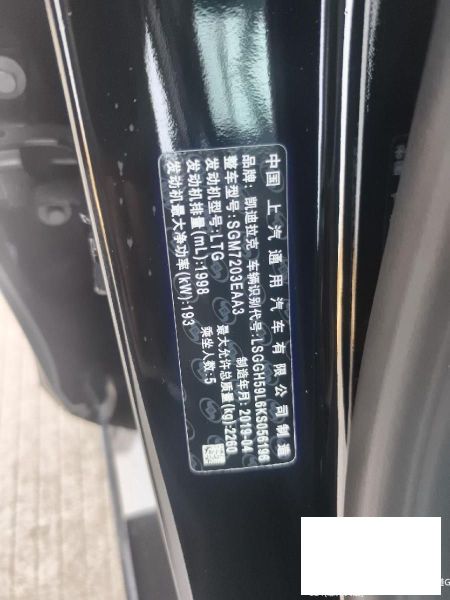 中国 上汽通用汽车有限公司制造
品牌: 凯迪拉克 车辆识别代号:LSGGH59L6KS056196
整车型号:SGM7203EAA3 制造年月:2019-04
发动机型号:LTG 最大允许总质量(kg):2260
发动机排量(mL):1998 乘坐人数:5
发动机最大净功率(kW):193